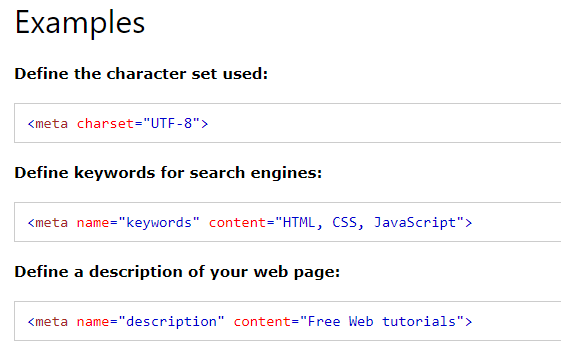 Examples
Define the character set used:
<meta charset="UTF-8">
Define keywords for search engines:
<meta name="keywords" content="HTML, CSS, JavaScript">
Define a description of your web page:
<meta name="description" content="Free Web tutorials">